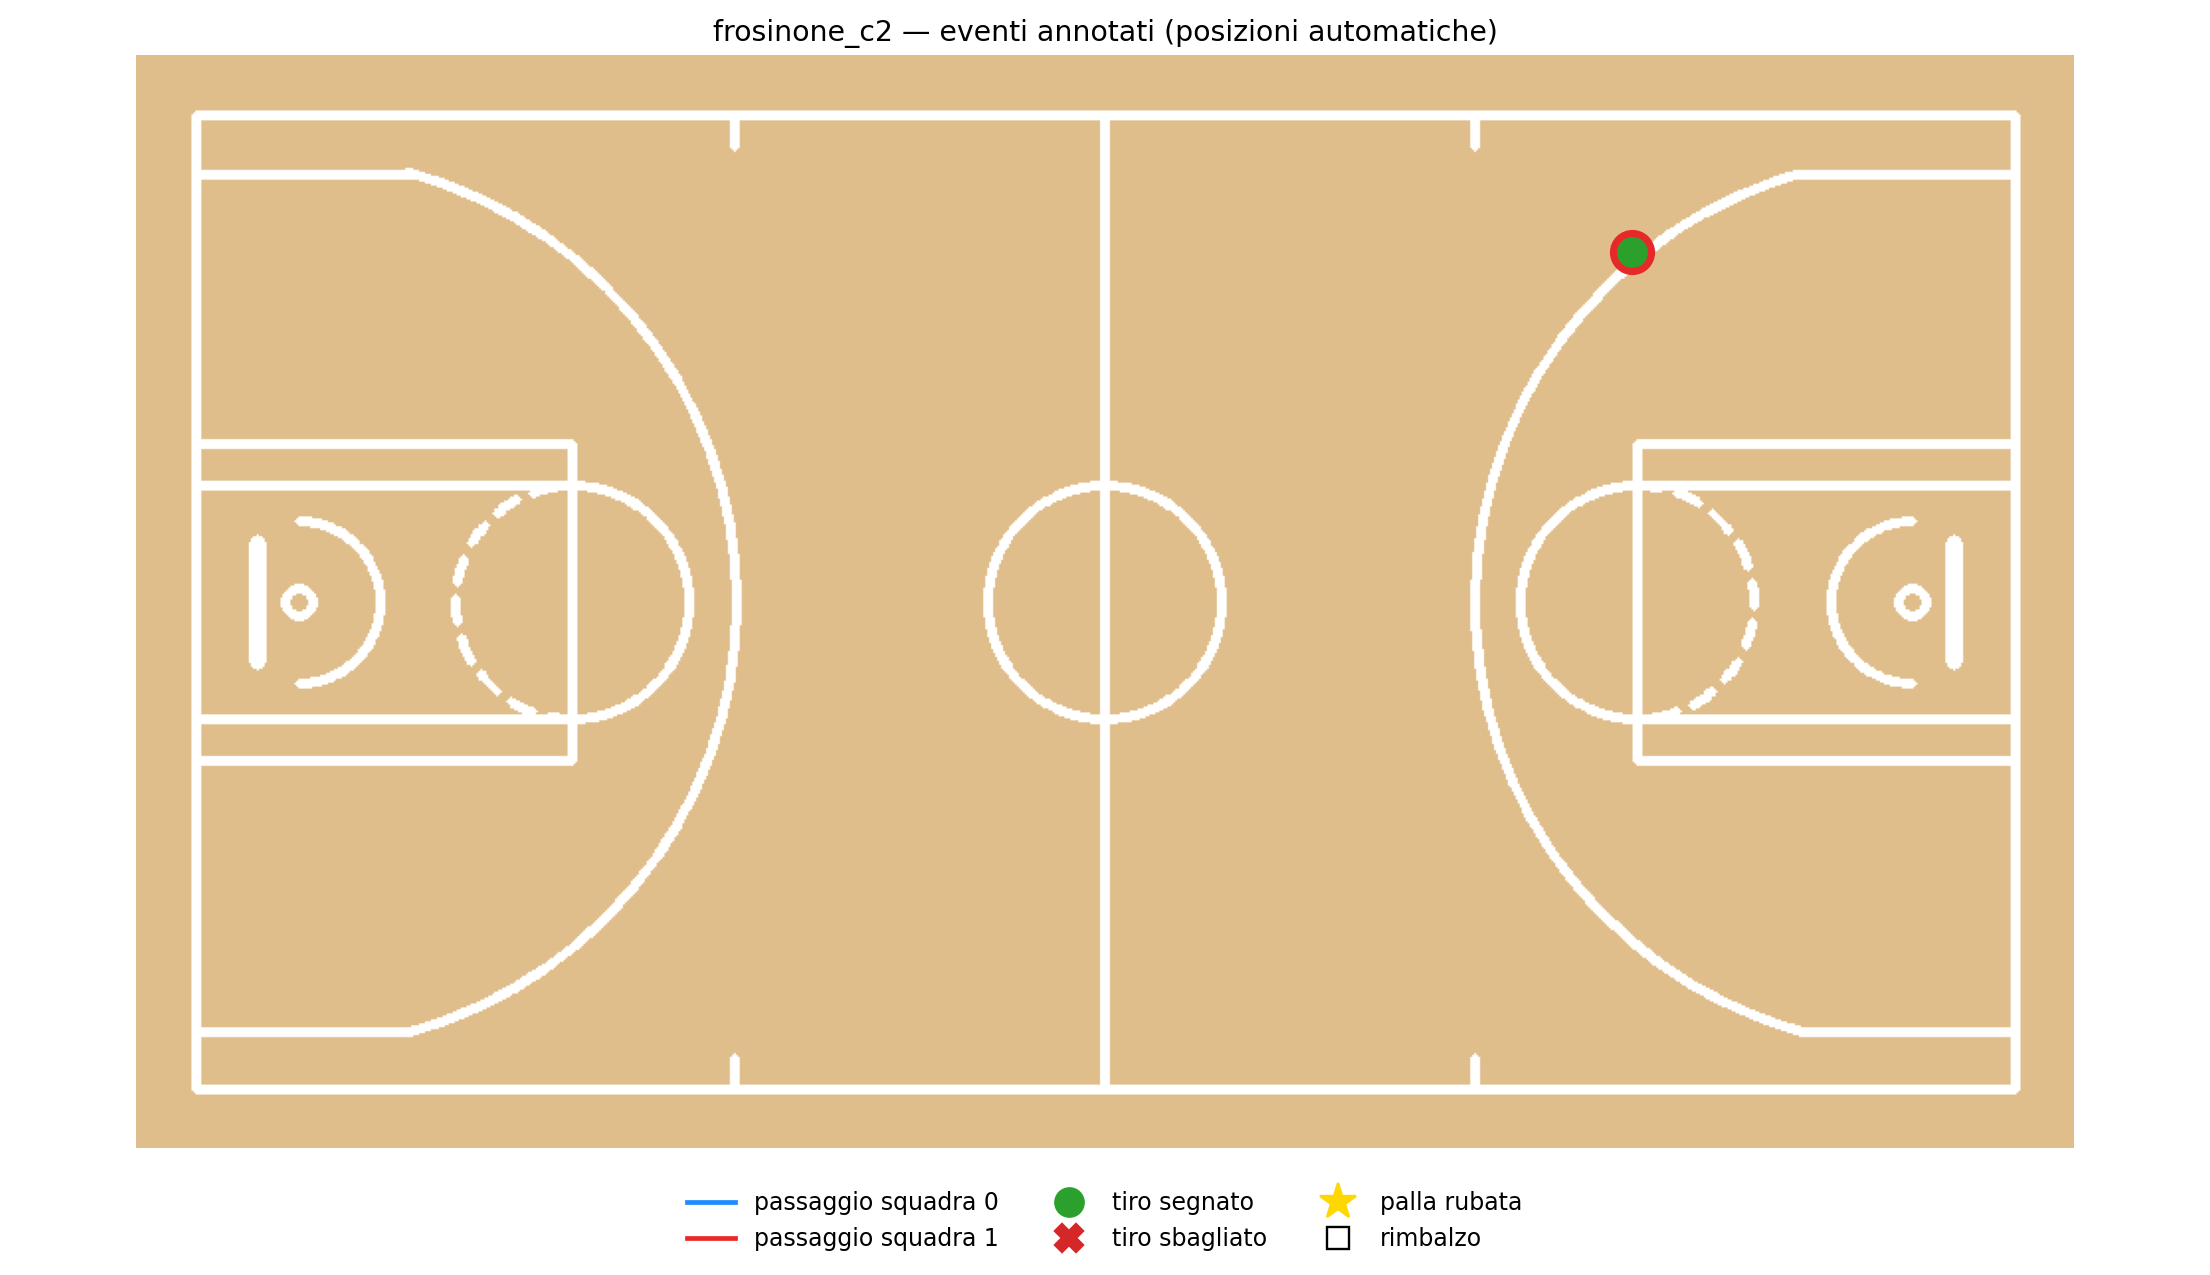 frosinone_c2 — eventi annotati (posizioni automatiche)
passaggio squadra 0
passaggio squadra 1
tiro segnato
tiro sbagliato
palla rubata
rimbalzo